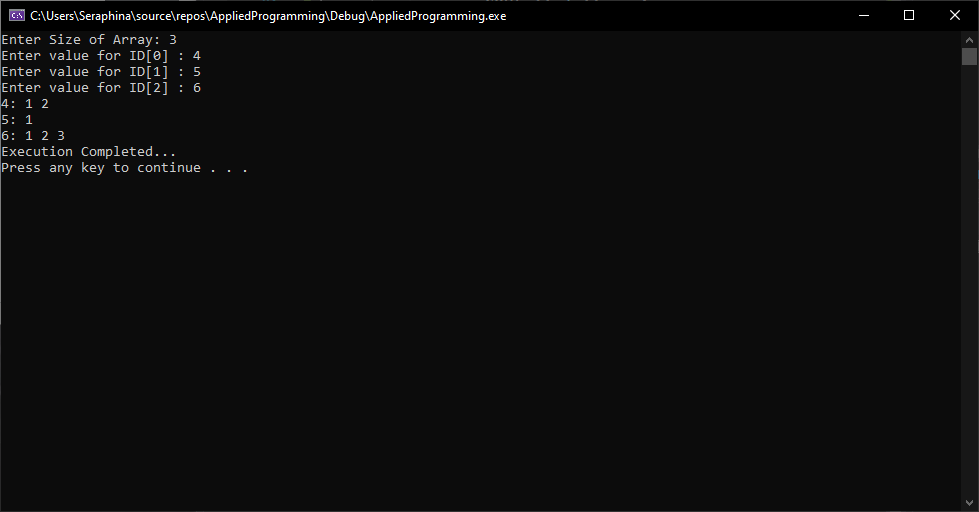 C:\Users\Seraphina\source\repos\AppliedProgramming\Debug\AppliedProgramming.exe
Enter Size of Array: 3
Enter value for ID[0] : 4
Enter value for ID[1] : 5
Enter value for ID[2] : 6
4: 1 2
5: 1
6: 1 2 3
Execution Completed...
Press any key to continue . . .